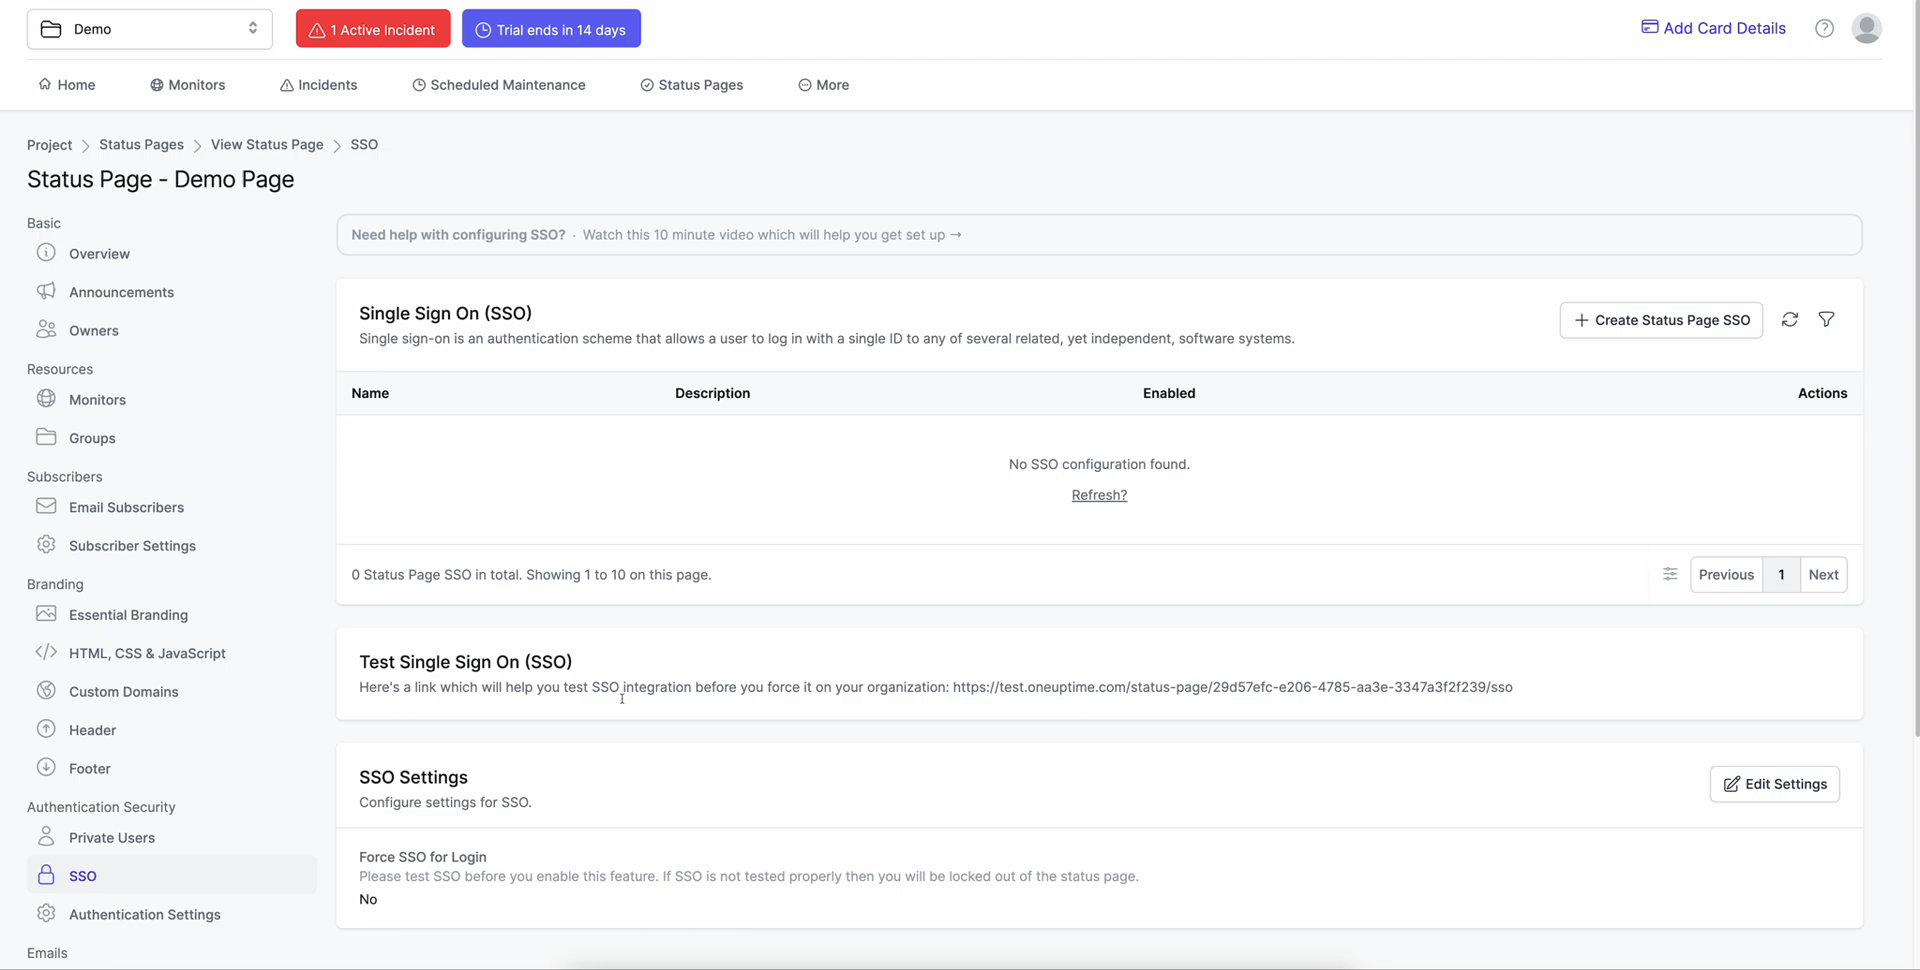 Demo
1 Active Incident
Trial ends in 14 days
Add Card Details
Home
Monitors
Incidents
Scheduled Maintenance
Status Pages
More
Project > Status Pages > View Status Page > SSO
Status Page - Demo Page
Basic
Overview
Announcements
Owners
Resources
Monitors
Groups
Subscribers
Email Subscribers
Subscriber Settings
Branding
Essential Branding
HTML, CSS & JavaScript
Custom Domains
Header
Footer
Authentication Security
Private Users
SSO
Authentication Settings
Emails
Need help with configuring SSO? · Watch this 10 minute video which will help you get set up →
Single Sign On (SSO)
Single sign-on is an authentication scheme that allows a user to log in with a single ID to any of several related, yet independent, software systems.
Create Status Page SSO
Name Description Enabled Actions
No SSO configuration found.
Refresh?
0 Status Page SSO in total. Showing 1 to 10 on this page.
Previous 1 Next
Test Single Sign On (SSO)
Here's a link which will help you test SSO integration before you force it on your organization: https://test.oneuptime.com/status-page/29d57efc-e206-4785-aa3e-3347a3f2f239/sso
SSO Settings
Configure settings for SSO.
Edit Settings
Force SSO for Login
Please test SSO before you enable this feature. If SSO is not tested properly then you will be locked out of the status page.
No